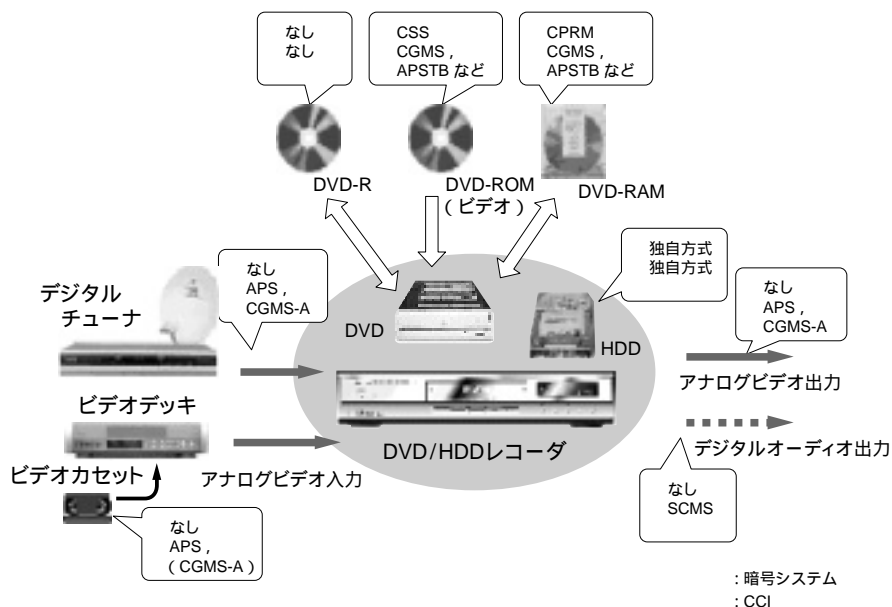 なし
なし
CSS
CGMS，
APSTB など
CPRM
CGMS，
APSTB など
DVD-R
DVD-ROM
（ビデオ）
DVD-RAM
独自方式
独自方式
なし
APS，
CGMS-A
なし
APS，
CGMS-A
デジタル
チューナ
DVD
HDD
アナログビデオ出力
ビデオデッキ
DVD/HDDレコーダ
デジタルオーディオ出力
ビデオカセット
アナログビデオ入力
なし
SCMS
なし
APS，
（CGMS-A）
：暗号システム
：CCI